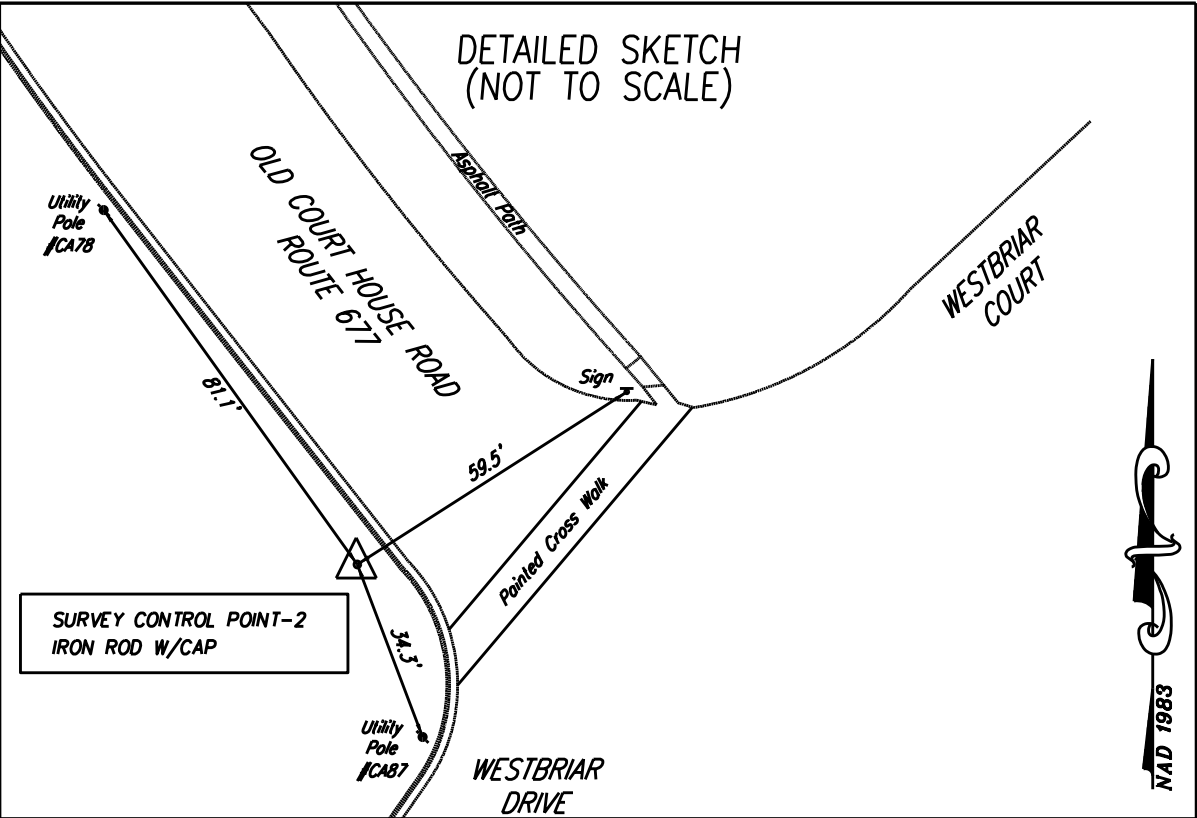 DETAILED SKETCH
(NOT TO SCALE)
Asphalt Path
OLD COURT HOUSE ROAD
ROUTE 677
Utility
Pole
#CA78
WESTBRIAR
COURT
81.1'
Sign
59.5'
Painted Cross Walk
SURVEY CONTROL POINT-2
IRON ROD W/CAP
34.3'
Utility
Pole
#CA87
WESTBRIAR
DRIVE
NAD 1983